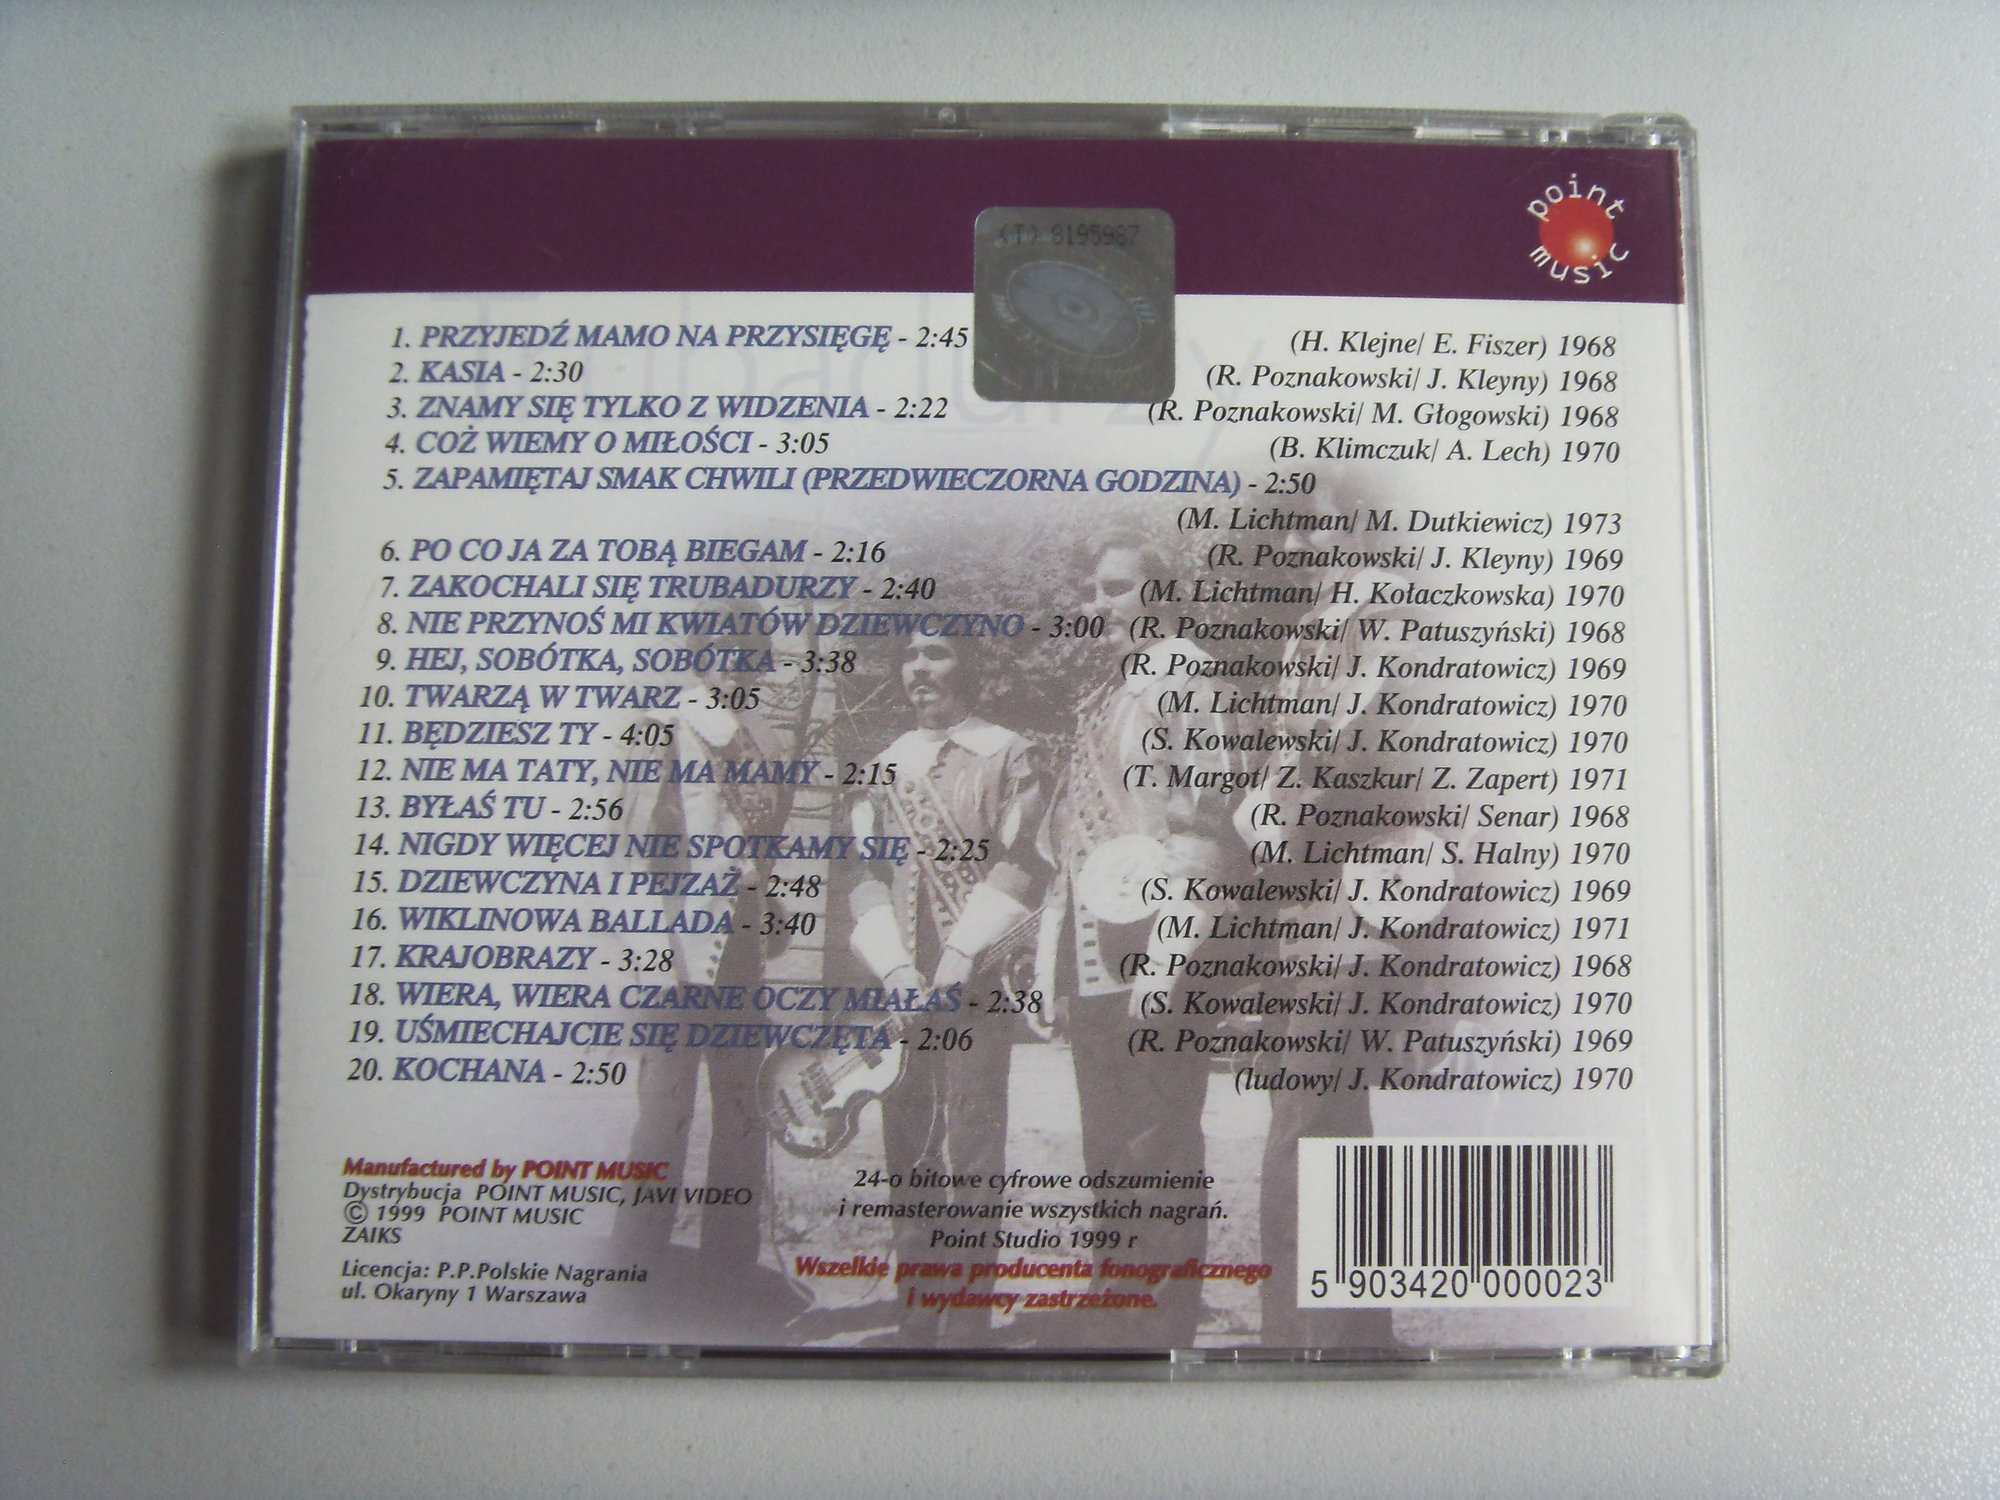 point music
(T) 8195987
1. PRZYJEDŹ MAMO NA PRZYSIĘGĘ - 2:45 (H. Klejne/ E. Fiszer) 1968
2. KASIA - 2:30 (R. Poznakowski/ J. Kleyny) 1968
3. ZNAMY SIĘ TYLKO Z WIDZENIA - 2:22 (R. Poznakowski/ M. Głogowski) 1968
4. COŻ WIEMY O MIŁOŚCI - 3:05 (B. Klimczuk/ A. Lech) 1970
5. ZAPAMIĘTAJ SMAK CHWILI (PRZEDWIECZORNA GODZINA) - 2:50
(M. Lichtman/ M. Dutkiewicz) 1973
6. PO CO JA ZA TOBĄ BIEGAM - 2:16 (R. Poznakowski/ J. Kleyny) 1969
7. ZAKOCHALI SIĘ TRUBADURZY - 2:40 (M. Lichtman/ H. Kołaczkowska) 1970
8. NIE PRZYNOŚ MI KWIATÓW DZIEWCZYNO - 3:00 (R. Poznakowski/ W. Patuszyński) 1968
9. HEJ, SOBÓTKA, SOBÓTKA - 3:38 (R. Poznakowski/ J. Kondratowicz) 1969
10. TWARZĄ W TWARZ - 3:05 (M. Lichtman/ J. Kondratowicz) 1970
11. BĘDZIESZ TY - 4:05 (S. Kowalewski/ J. Kondratowicz) 1970
12. NIE MA TATY, NIE MA MAMY - 2:15 (T. Margot/ Z. Kaszkur/ Z. Zapert) 1971
13. BYŁAŚ TU - 2:56 (R. Poznakowski/ Senar) 1968
14. NIGDY WIĘCEJ NIE SPOTKAMY SIĘ - 2:25 (M. Lichtman/ S. Halny) 1970
15. DZIEWCZYNA I PEJZAŻ - 2:48 (S. Kowalewski/ J. Kondratowicz) 1969
16. WIKLINOWA BALLADA - 3:40 (M. Lichtman/ J. Kondratowicz) 1971
17. KRAJOBRAZY - 3:28 (R. Poznakowski/ J. Kondratowicz) 1968
18. WIERA, WIERA CZARNE OCZY MIAŁAŚ - 2:38 (S. Kowalewski/ J. Kondratowicz) 1970
19. UŚMIECHAJCIE SIĘ DZIEWCZĘTA - 2:06 (R. Poznakowski/ W. Patuszyński) 1969
20. KOCHANA - 2:50 (ludowy/ J. Kondratowicz) 1970
Manufactured by POINT MUSIC
Dystrybucja POINT MUSIC, JAVI VIDEO
© 1999 POINT MUSIC
ZAIKS
Licencja: P.P.Polskie Nagrania
ul. Okaryny 1 Warszawa
24-o bitowe cyfrowe odszumienie
i remasterowanie wszystkich nagrań.
Point Studio 1999 r
Wszelkie prawa producenta fonograficznego
i wydawcy zastrzeżone.
5 903420 000023